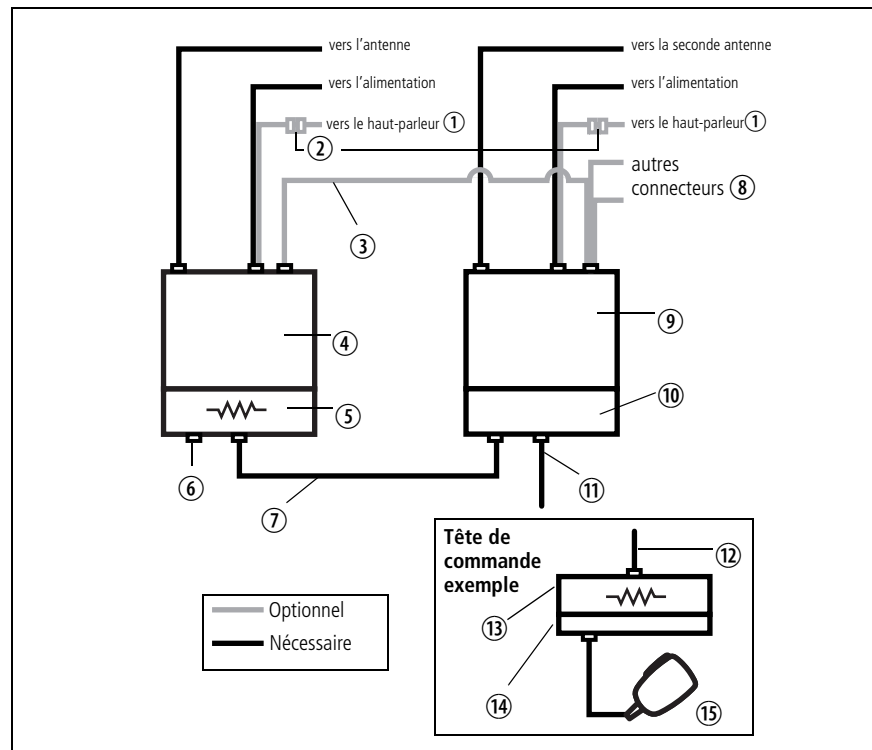 vers l'antenne
vers la seconde antenne
vers l'alimentation
vers l'alimentation
vers le haut-parleur ①
vers le haut-parleur ①
②
autres
connecteurs ⑧
③
④
⑨
⑤
⑩
⑥
⑦
⑪
Tête de
commande
exemple
⑫
⑬
⑭
⑮
Optionnel
Nécessaire